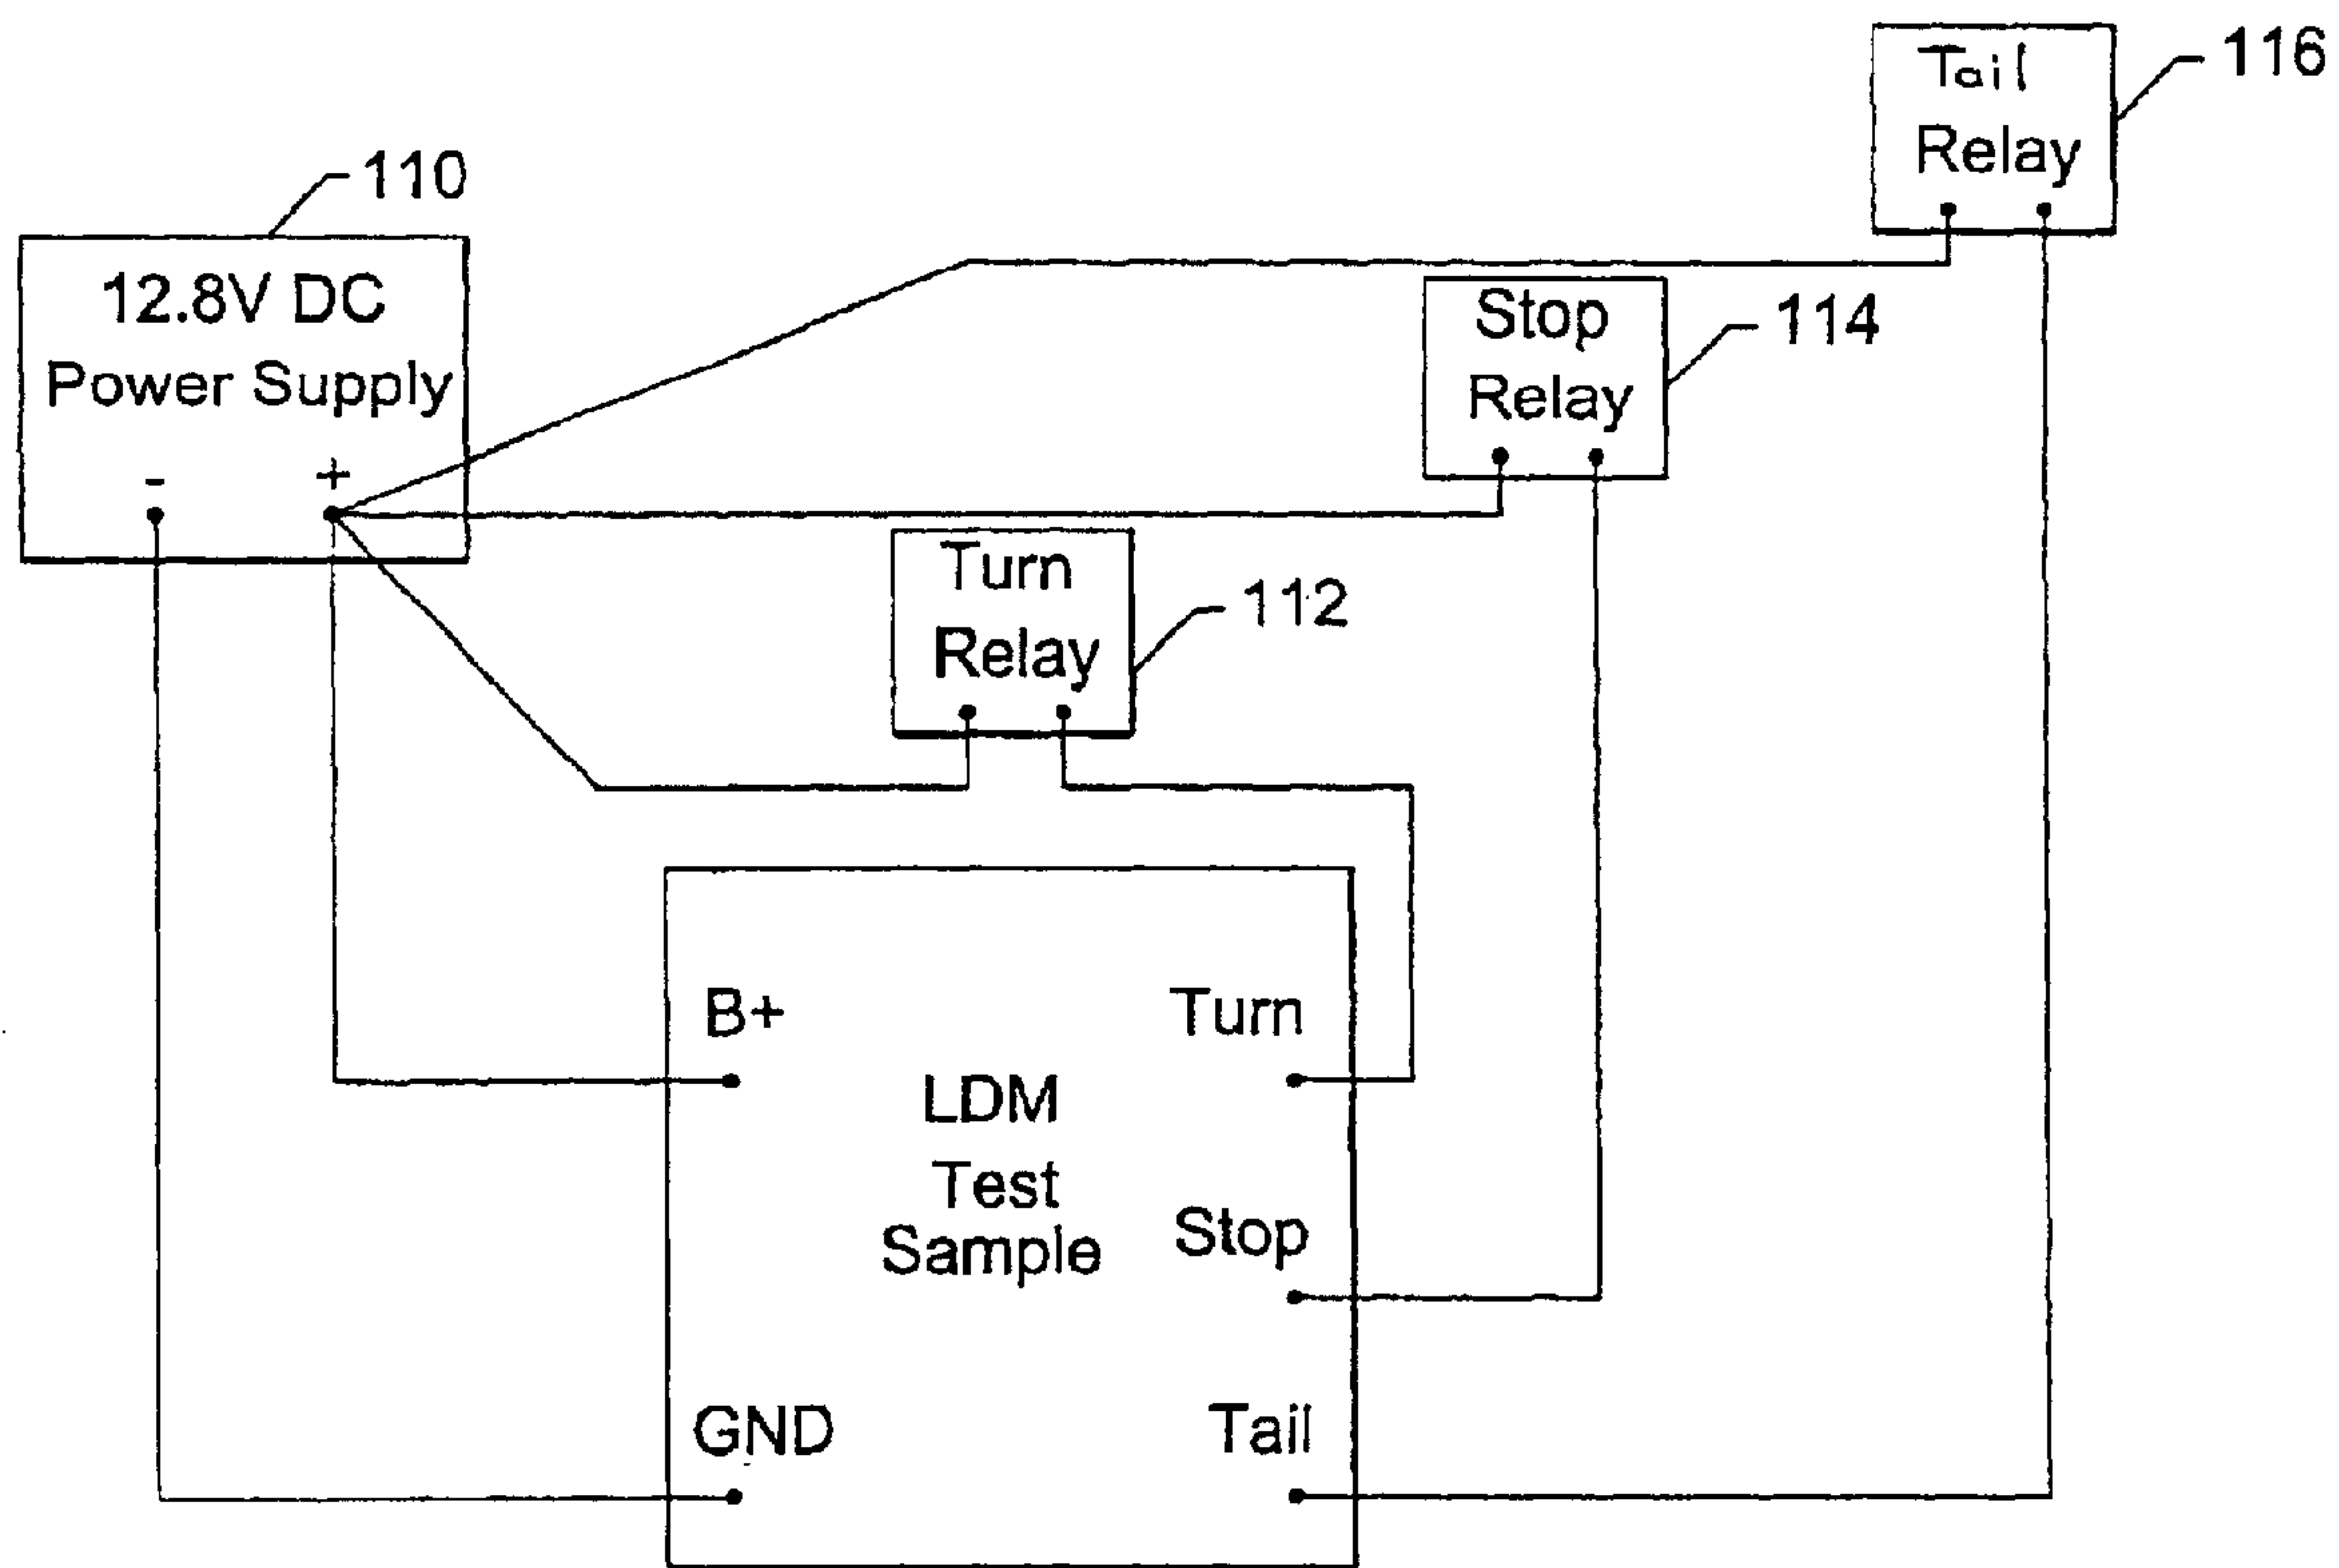 Tail
Relay
116
110
12.8V DC
Power Supply
- +
Stop
Relay
114
Turn
Relay
112
B+
Turn
LDM
Test
Sample
Stop
GND
Tail